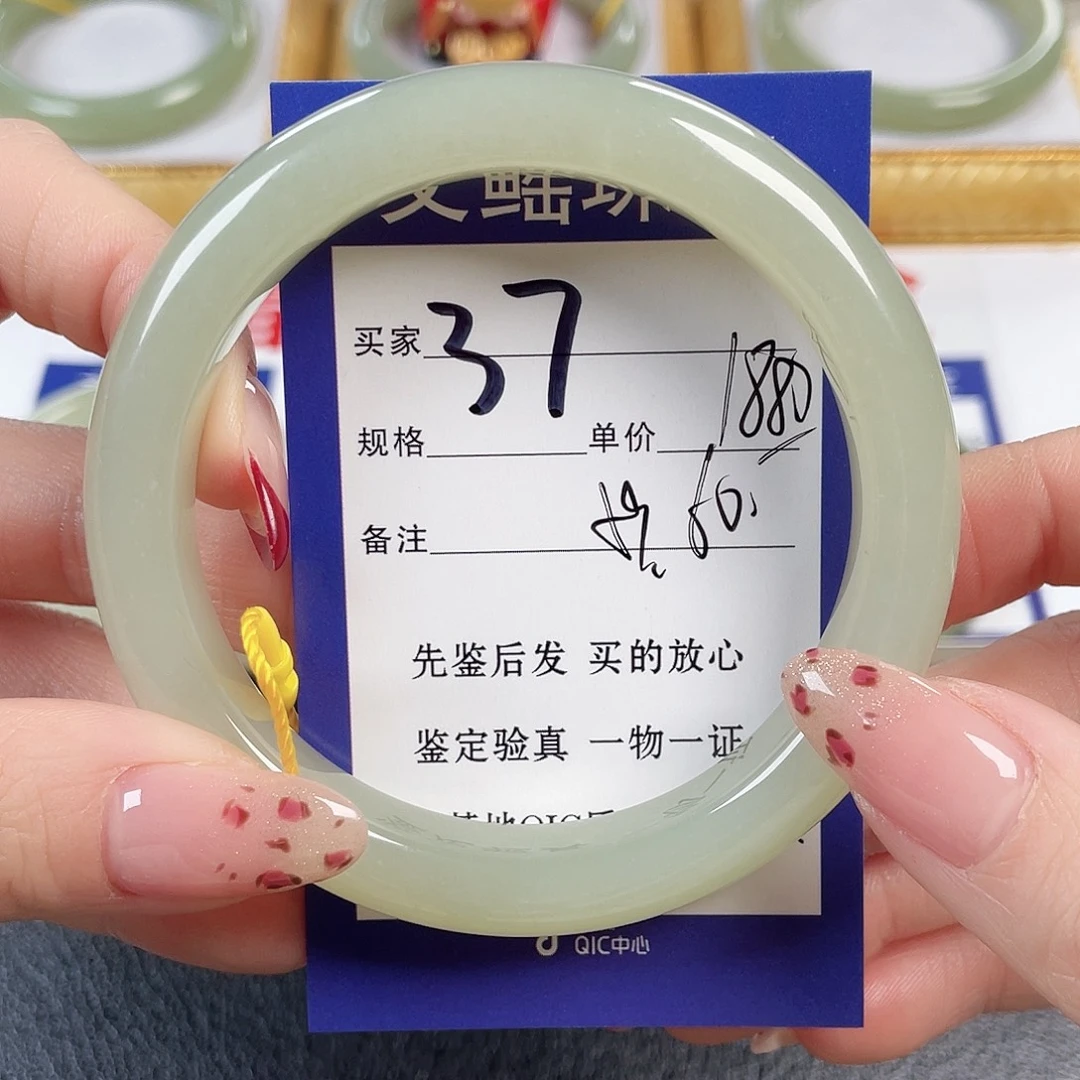 买家 37
规格 单价 1880
备注 60.
先鉴后发 买的放心
鉴定验真 一物一证
QIC中心